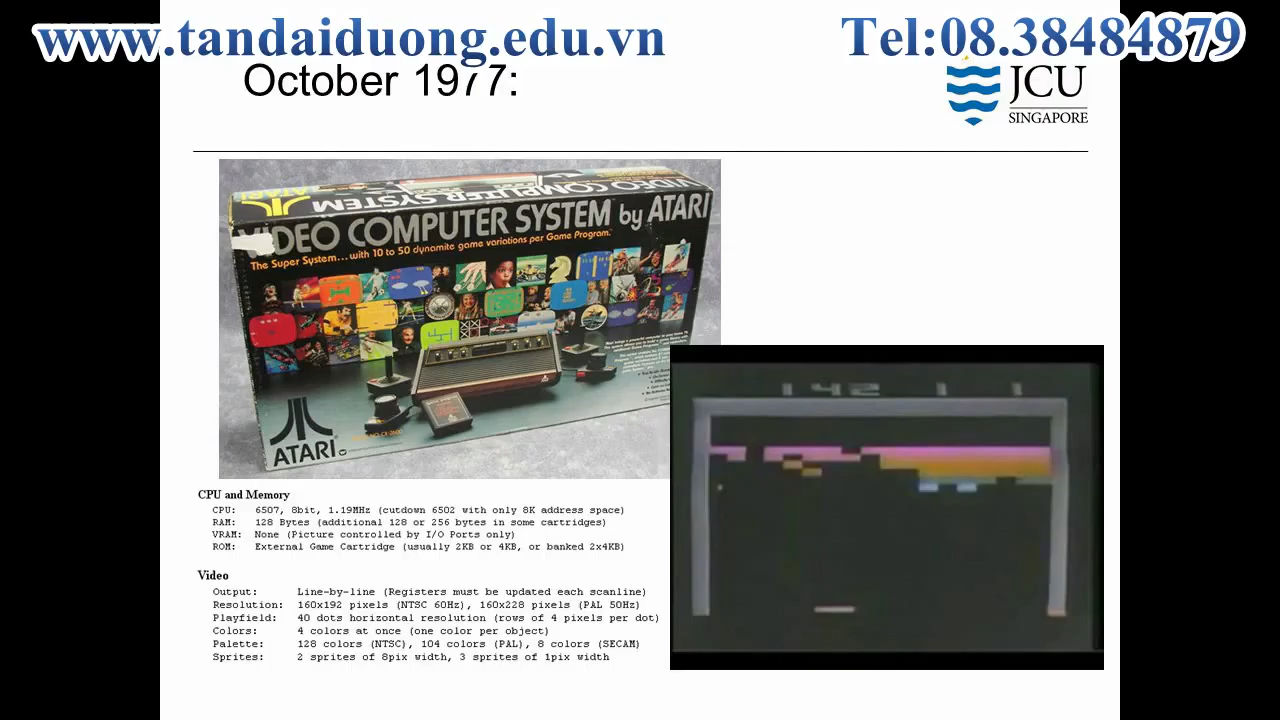 www.tandaiduong.edu.vn
Tel:08.38484879
October 1977:
JCU
SINGAPORE
ATARI
VIDEO COMPUTER SYSTEM
VIDEO COMPUTER SYSTEM by ATARI
The Super System...with 10 to 50 dynamite game variations per Game Program.
ATARI
142 1 1
CPU and Memory
CPU: 6507, 8bit, 1.19MHz (cutdown 6502 with only 8K address space)
RAM: 128 Bytes (additional 128 or 256 bytes in some cartridges)
VRAM: None (Picture controlled by I/O Ports only)
ROM: External Game Cartridge (usually 2KB or 4KB, or banked 2x4KB)
Video
Output: Line-by-line (Registers must be updated each scanline)
Resolution: 160x192 pixels (NTSC 60Hz), 160x228 pixels (PAL 50Hz)
Playfield: 40 dots horizontal resolution (rows of 4 pixels per dot)
Colors: 4 colors at once (one color per object)
Palette: 128 colors (NTSC), 104 colors (PAL), 8 colors (SECAM)
Sprites: 2 sprites of 8pix width, 3 sprites of 1pix width